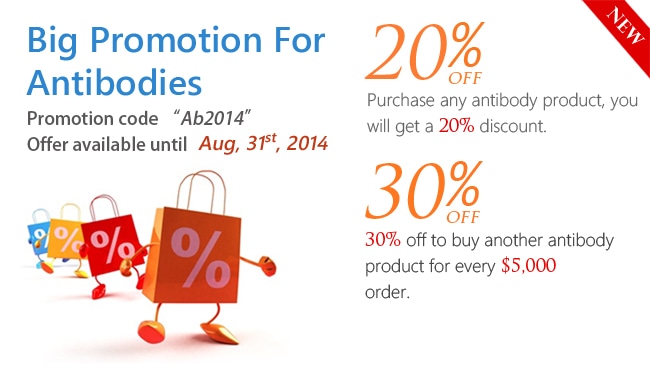 Big Promotion For
Antibodies
Promotion code “Ab2014”
Offer available until Aug, 31st, 2014
%
%
%
NEW
20%
OFF
Purchase any antibody product, you
will get a 20% discount.
30%
OFF
30% off to buy another antibody
product for every $5,000
order.